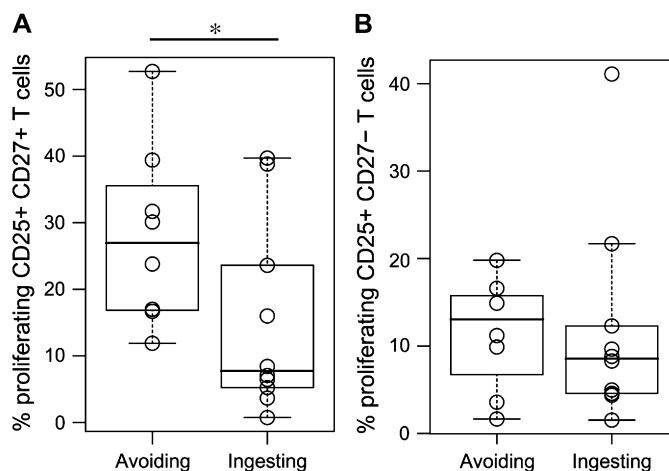 A
B
*
% proliferating CD25+ CD27+ T cells
50
40
30
20
10
0
Avoiding Ingesting
% proliferating CD25+ CD27− T cells
40
30
20
10
0
Avoiding Ingesting